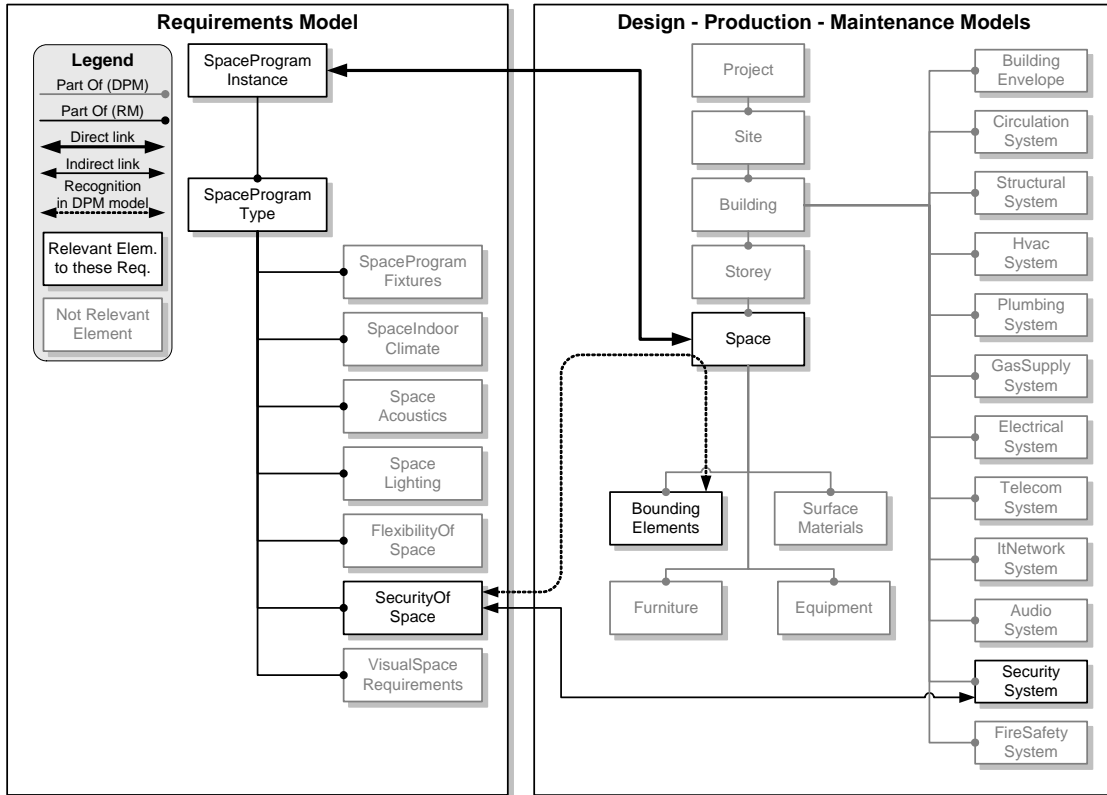 Requirements Model
Legend
Part Of (DPM)
Part Of (RM)
Direct link
Indirect link
Recognition
in DPM model
Relevant Elem.
to these Req.
Not Relevant
Element
SpaceProgram
Instance
SpaceProgram
Type
SpaceProgram
Fixtures
SpaceIndoor
Climate
Space
Acoustics
Space
Lighting
FlexibilityOf
Space
SecurityOf
Space
VisualSpace
Requirements
Design - Production - Maintenance Models
Project
Site
Building
Storey
Space
Bounding
Elements
Surface
Materials
Furniture
Equipment
Building
Envelope
Circulation
System
Structural
System
Hvac
System
Plumbing
System
GasSupply
System
Electrical
System
Telecom
System
ItNetwork
System
Audio
System
Security
System
FireSafety
System